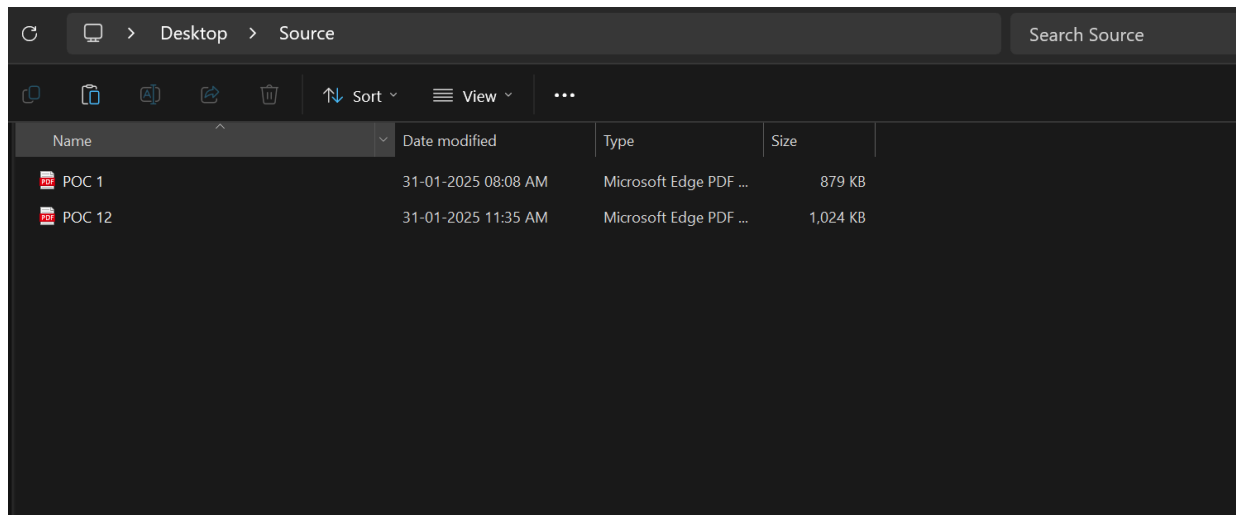 Desktop > Source
Search Source
Sort
View
Name Date modified Type Size
PDF POC 1 31-01-2025 08:08 AM Microsoft Edge PDF ... 879 KB
PDF POC 12 31-01-2025 11:35 AM Microsoft Edge PDF ... 1,024 KB